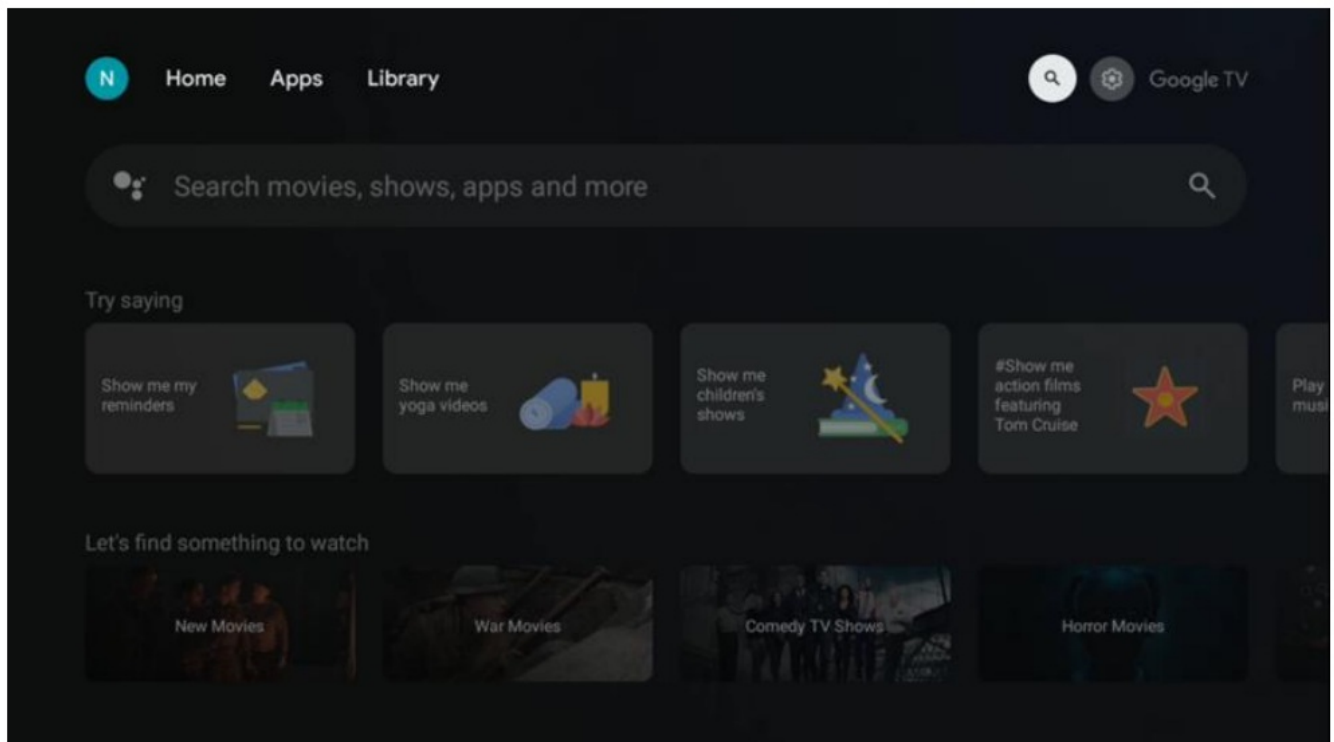 N
Home
Apps
Library
Google TV
Search movies, shows, apps and more
Try saying
Show me my
reminders
Show me
yoga videos
Show me
children's
shows
#Show me
action films
featuring
Tom Cruise
Play
musi
Let's find something to watch
New Movies
War Movies
Comedy TV Shows
Horror Movies